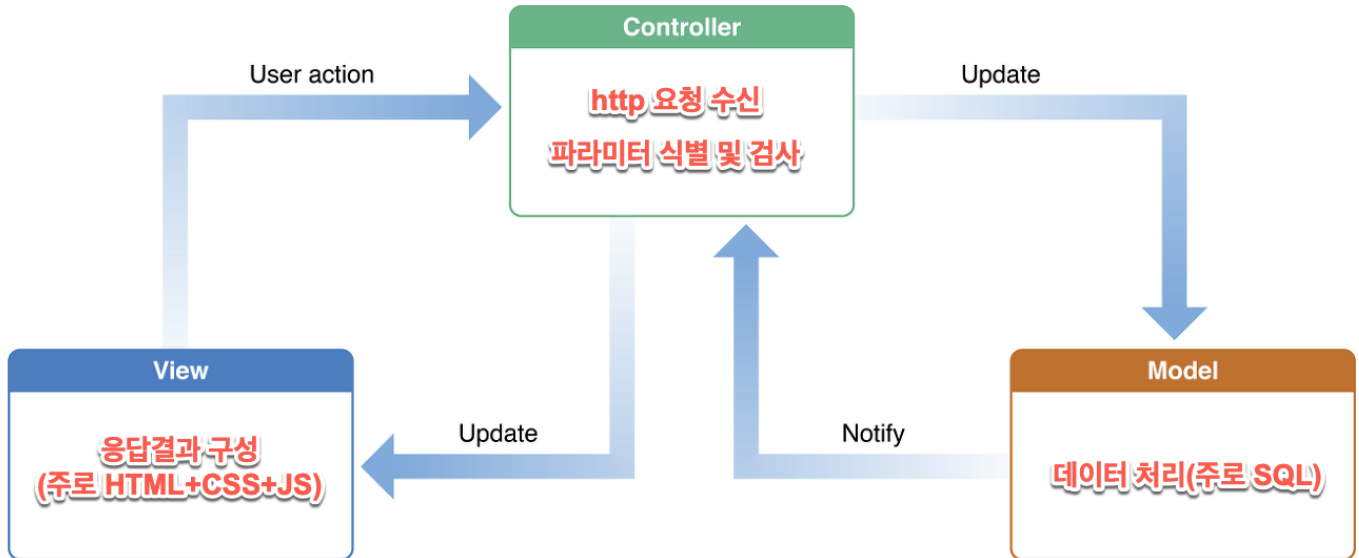 Controller
User action
Update
http 요청 수신
파라미터 식별 및 검사
View
Model
Update
Notify
응답결과 구성
(주로 HTML+CSS+JS)
데이터 처리(주로 SQL)